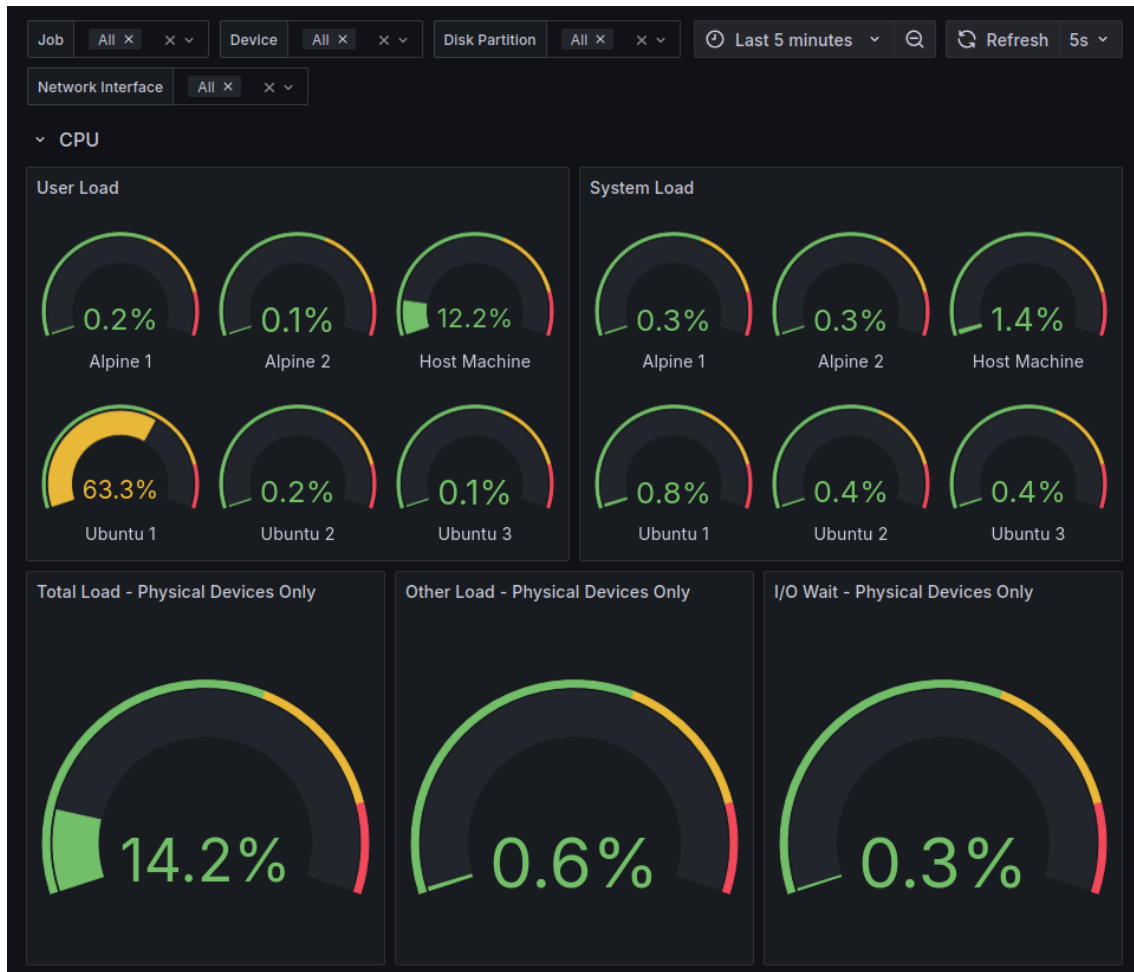 Job All × × Device All × × Disk Partition All × × Last 5 minutes Refresh 5s
Network Interface All × ×
CPU
User Load
0.2% 0.1% 12.2%
Alpine 1 Alpine 2 Host Machine
63.3% 0.2% 0.1%
Ubuntu 1 Ubuntu 2 Ubuntu 3
System Load
0.3% 0.3% 1.4%
Alpine 1 Alpine 2 Host Machine
0.8% 0.4% 0.4%
Ubuntu 1 Ubuntu 2 Ubuntu 3
Total Load - Physical Devices Only
14.2%
Other Load - Physical Devices Only
0.6%
I/O Wait - Physical Devices Only
0.3%